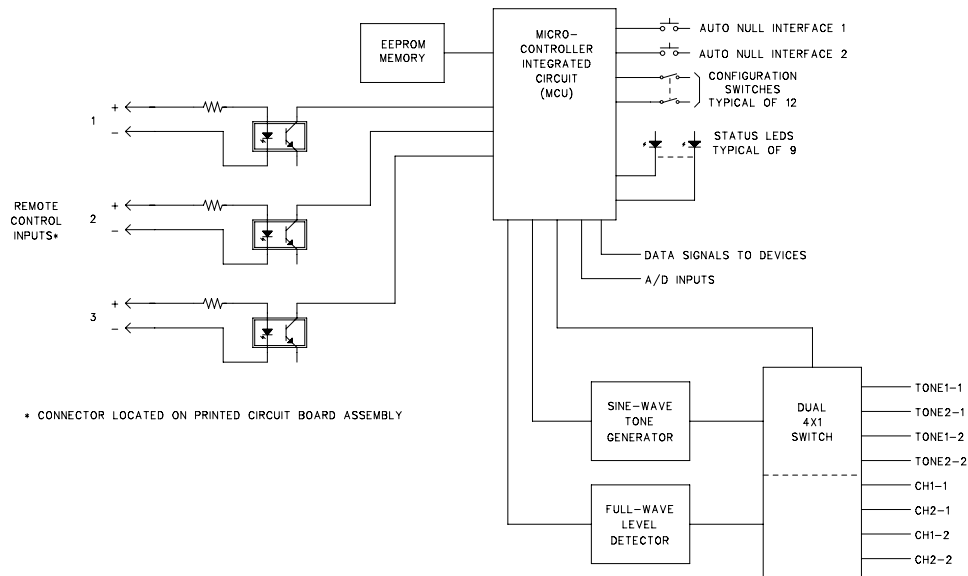 EEPROM
MEMORY
MICRO-
CONTROLLER
INTEGRATED
CIRCUIT
(MCU)
AUTO NULL INTERFACE 1
AUTO NULL INTERFACE 2
CONFIGURATION
SWITCHES
TYPICAL OF 12
STATUS LEDS
TYPICAL OF 9
1
+
-
REMOTE
CONTROL
INPUTS*
2
+
-
3
+
-
DATA SIGNALS TO DEVICES
A/D INPUTS
* CONNECTOR LOCATED ON PRINTED CIRCUIT BOARD ASSEMBLY
SINE-WAVE
TONE
GENERATOR
FULL-WAVE
LEVEL
DETECTOR
DUAL
4X1
SWITCH
TONE1-1
TONE2-1
TONE1-2
TONE2-2
CH1-1
CH2-1
CH1-2
CH2-2